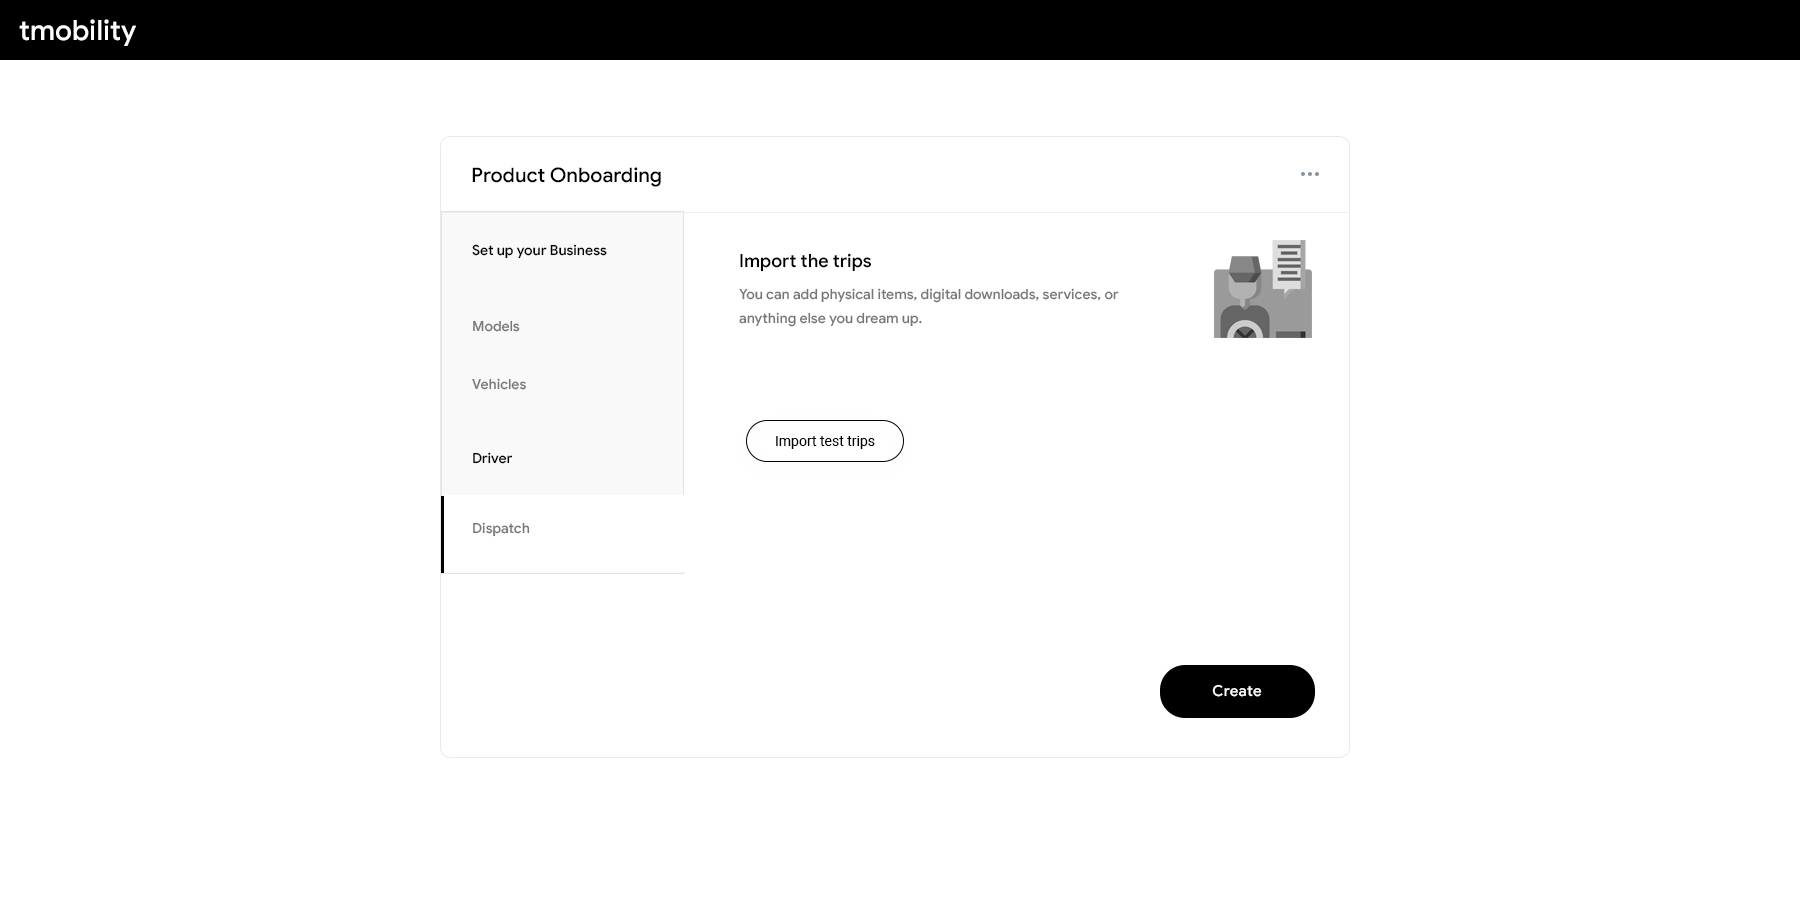 tmobility
Product Onboarding
Set up your Business
Models
Vehicles
Driver
Dispatch
Import the trips
You can add physical items, digital downloads, services, or
anything else you dream up.
Import test trips
Create